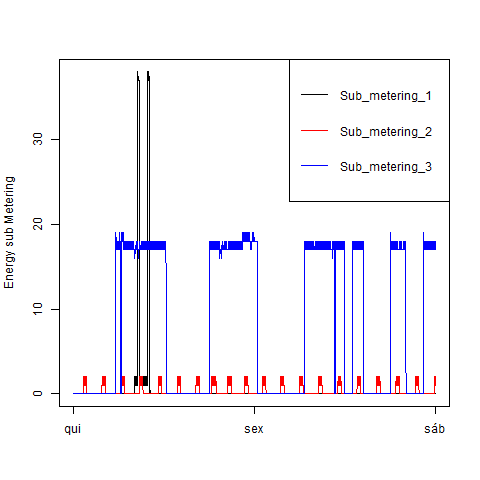 Sub_metering_1
Sub_metering_2
Sub_metering_3
Energy sub Metering
30
20
10
0
qui sex sáb